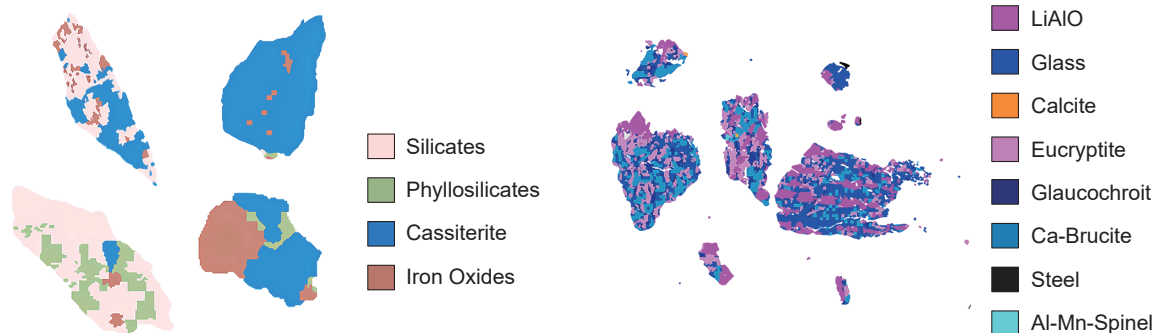 Silicates
Phyllosilicates
Cassiterite
Iron Oxides
LiAlO
Glass
Calcite
Eucryptite
Glaucochroit
Ca-Brucite
Steel
Al-Mn-Spinel